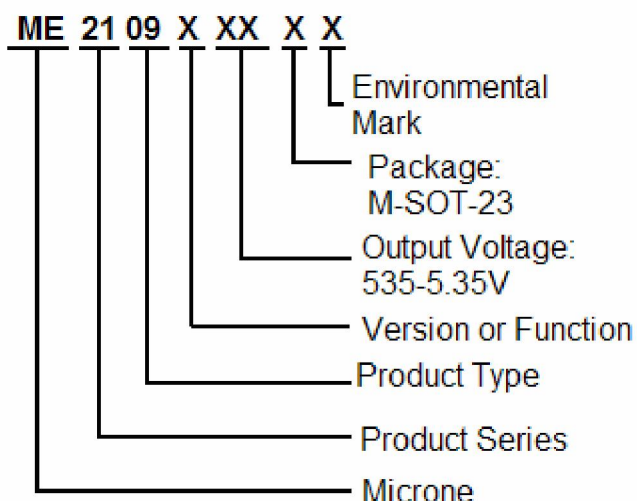 ME 21 09 X XX X X
Environmental
Mark
Package:
M-SOT-23
Output Voltage:
535-5.35V
Version or Function
Product Type
Product Series
Microne